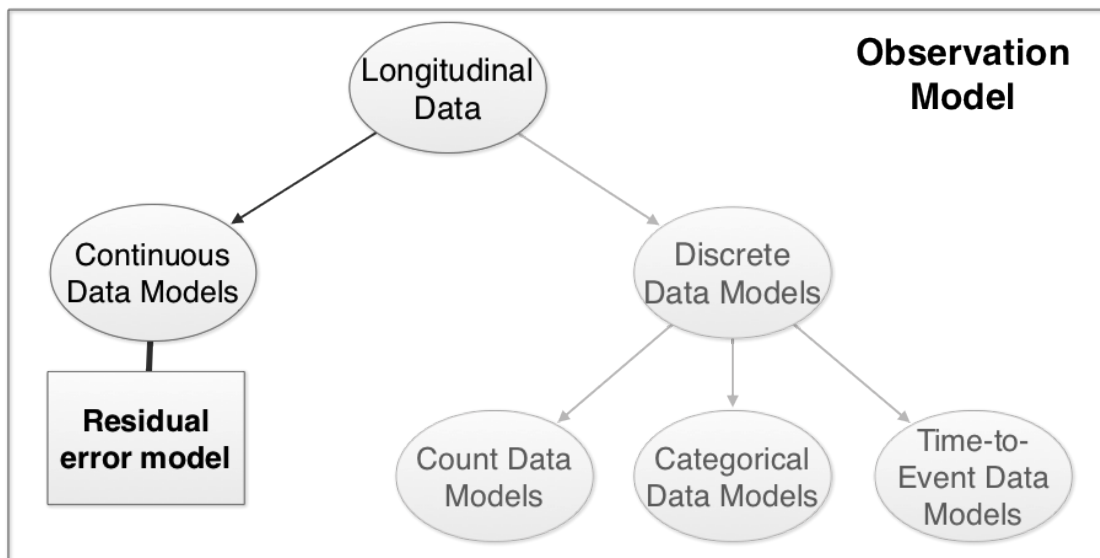 Observation
Model
Longitudinal
Data
Continuous
Data Models
Discrete
Data Models
Residual
error model
Count Data
Models
Categorical
Data Models
Time-to-
Event Data
Models